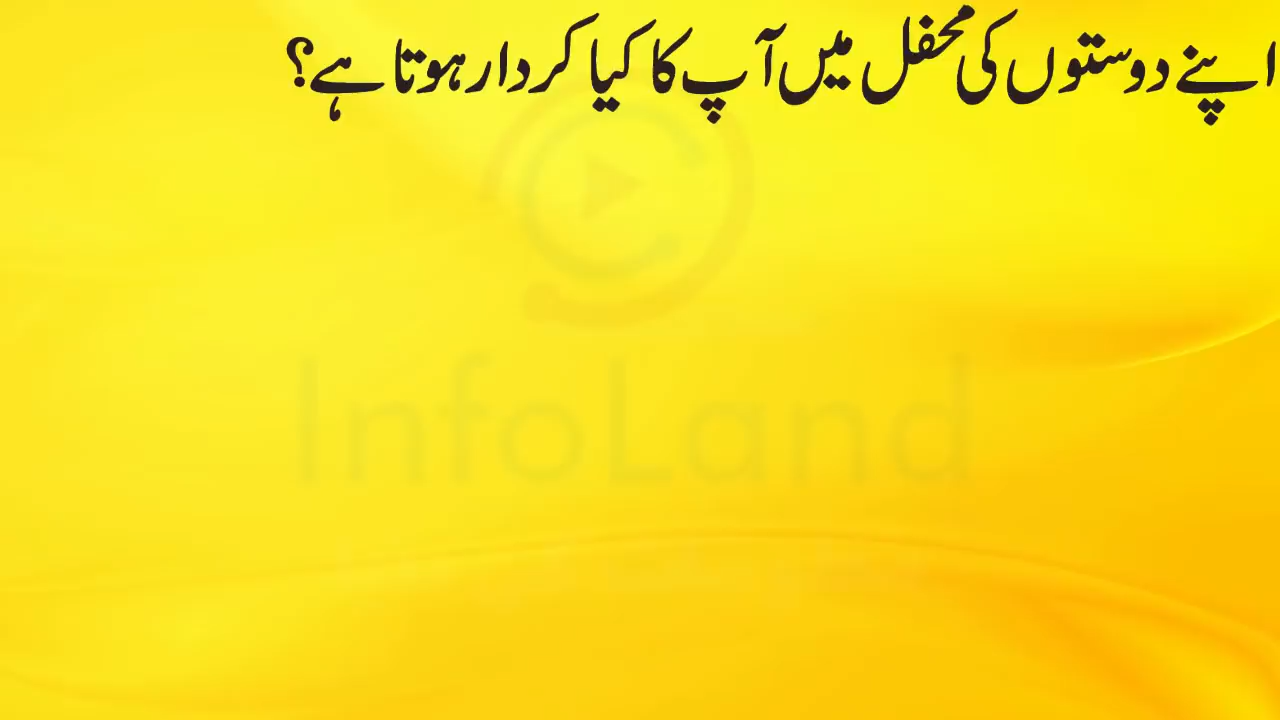 اپنے دوستوں کی محفل میں آپ کا کیا کردار ہوتا ہے؟
InfoLand